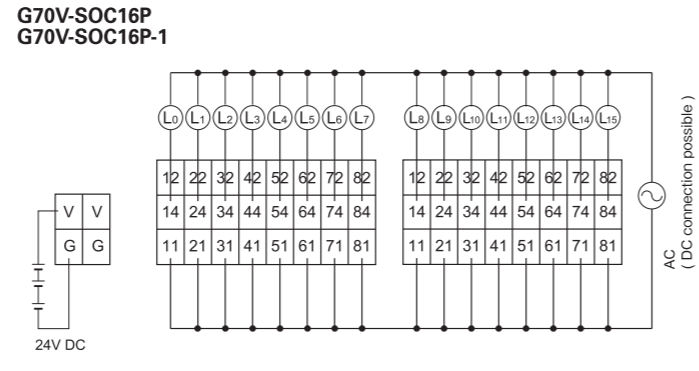 G70V-SOC16P
G70V-SOC16P-1
L0 L1 L2 L3 L4 L5 L6 L7 L8 L9 L10 L11 L12 L13 L14 L15
12 22 32 42 52 62 72 82 12 22 32 42 52 62 72 82
V V 14 24 34 44 54 64 74 84 14 24 34 44 54 64 74 84
G G 11 21 31 41 51 61 71 81 11 21 31 41 51 61 71 81
AC
( DC connection possible )
24V DC